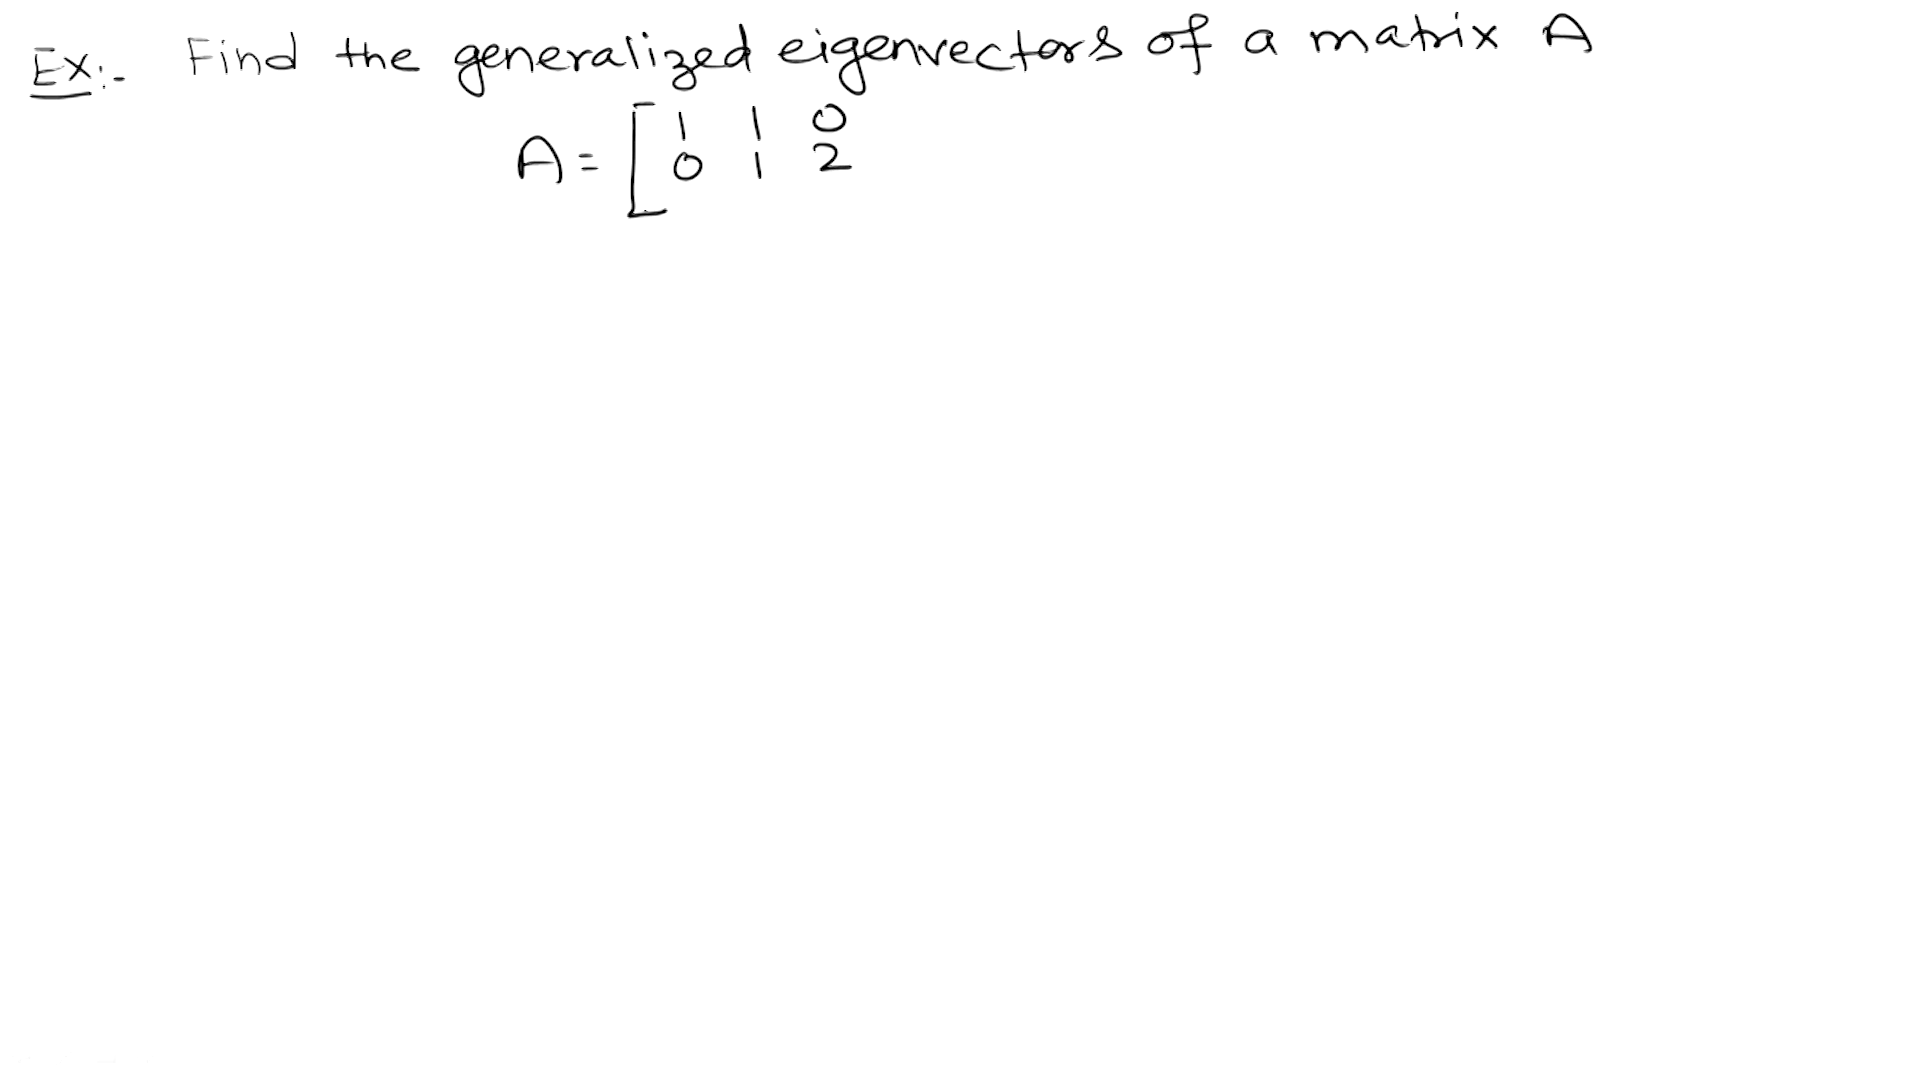 Ex:- Find the generalized eigenvectors of a matrix A
A = [ 1 1 0
0 1 2